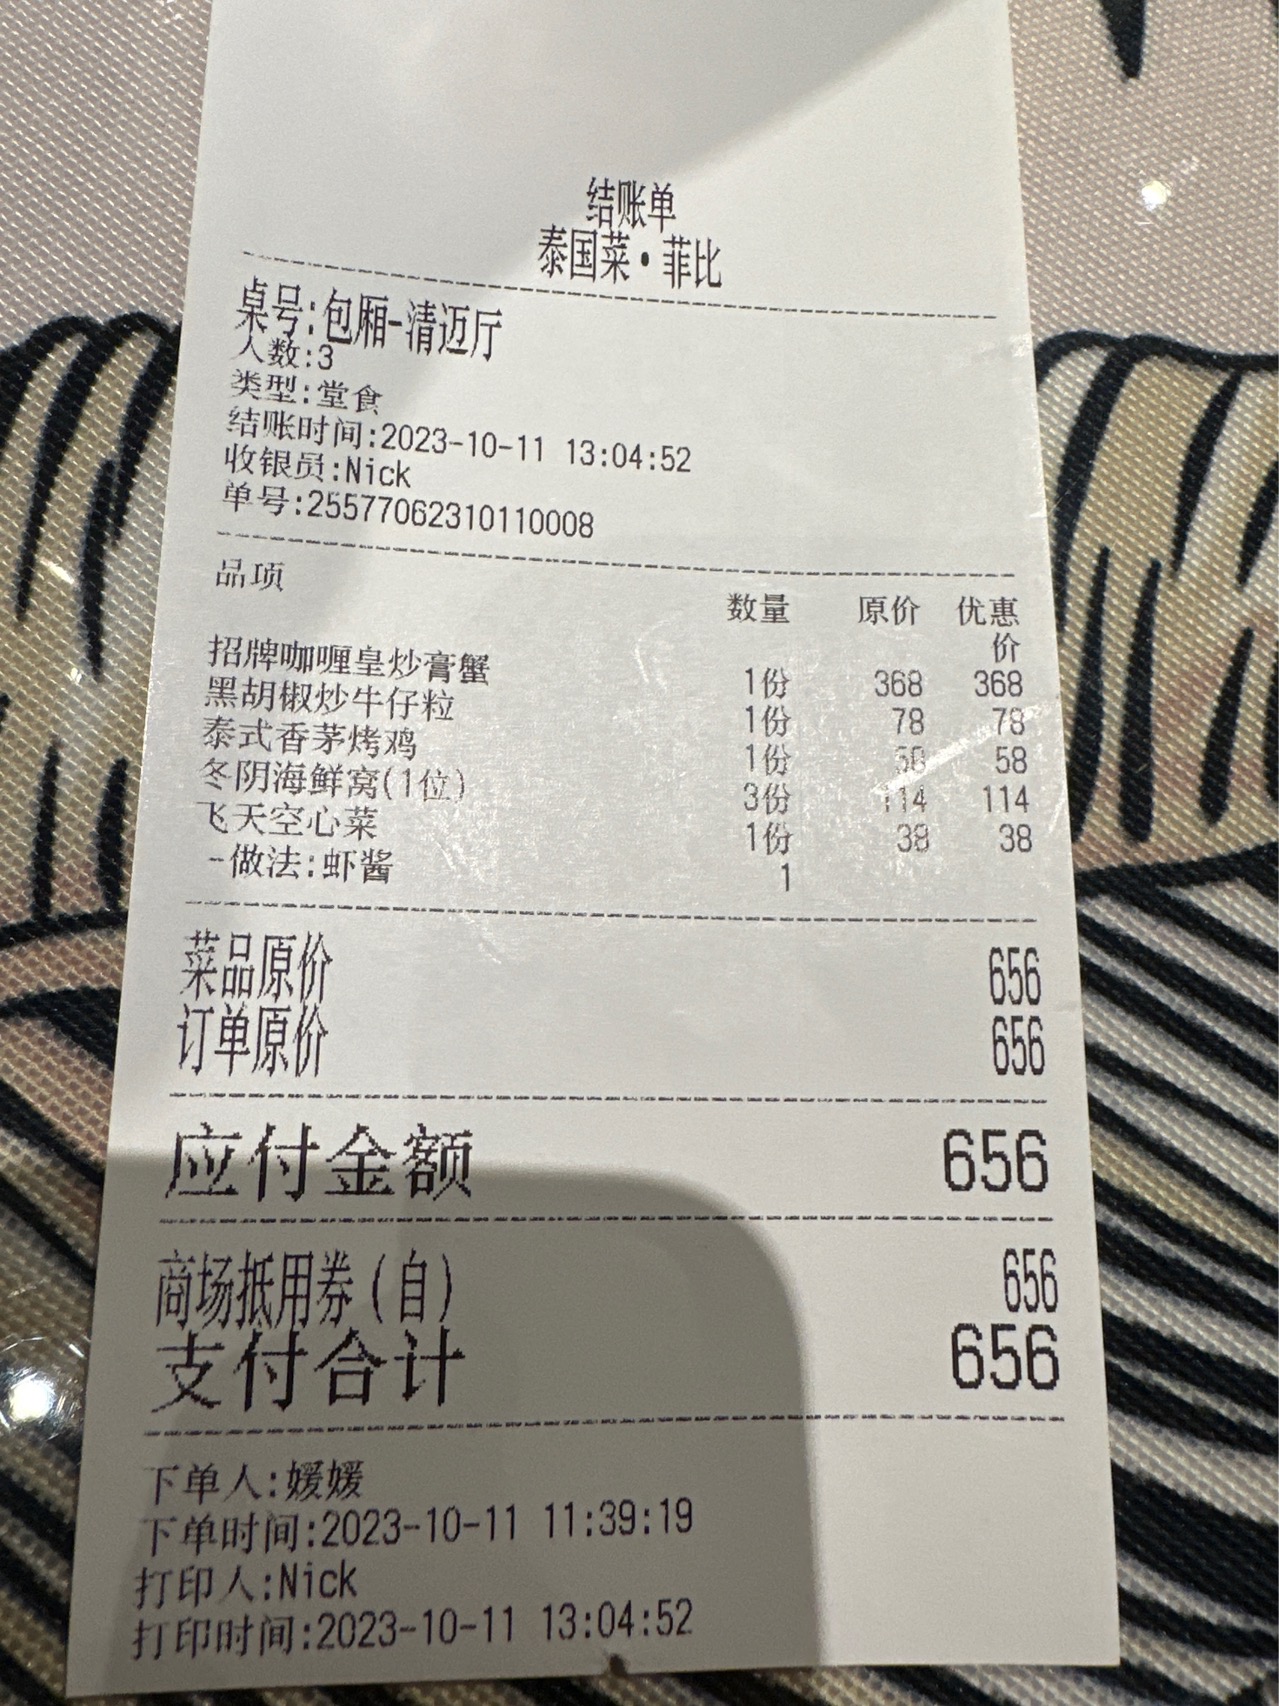 结账单
泰国菜·菲比
桌号:包厢-清迈厅
人数:3
类型:堂食
结账时间:2023-10-11 13:04:52
收银员:Nick
单号:25577062310110008
品项 数量 原价 优惠价
招牌咖喱皇炒膏蟹 1份 368 368
黑胡椒炒牛仔粒 1份 78 78
泰式香茅烤鸡 1份 58 58
冬阴海鲜窝(1位) 3份 114 114
飞天空心菜 1份 38 38
-做法:虾酱 1
菜品原价 656
订单原价 656
应付金额 656
商场抵用券(自) 656
支付合计 656
下单人:媛媛
下单时间:2023-10-11 11:39:19
打印人:Nick
打印时间:2023-10-11 13:04:52